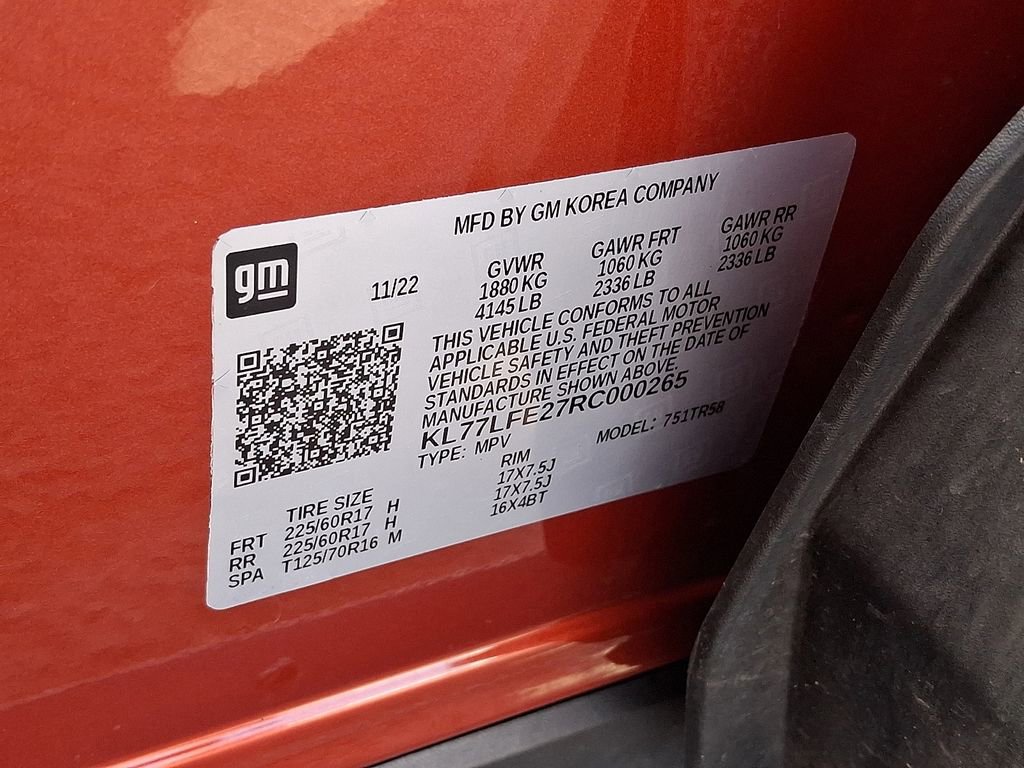 MFD BY GM KOREA COMPANY
gm
11/22
GVWR
1880 KG
4145 LB
GAWR FRT
1060 KG
2336 LB
GAWR RR
1060 KG
2336 LB
THIS VEHICLE CONFORMS TO ALL
APPLICABLE U.S. FEDERAL MOTOR
VEHICLE SAFETY AND THEFT PREVENTION
STANDARDS IN EFFECT ON THE DATE OF
MANUFACTURE SHOWN ABOVE.
KL77LFE27RC000265
TYPE: MPV MODEL: 751TR58
TIRE SIZE RIM
FRT 225/60R17 H 17X7.5J
RR 225/60R17 H 17X7.5J
SPA T125/70R16 M 16X4BT